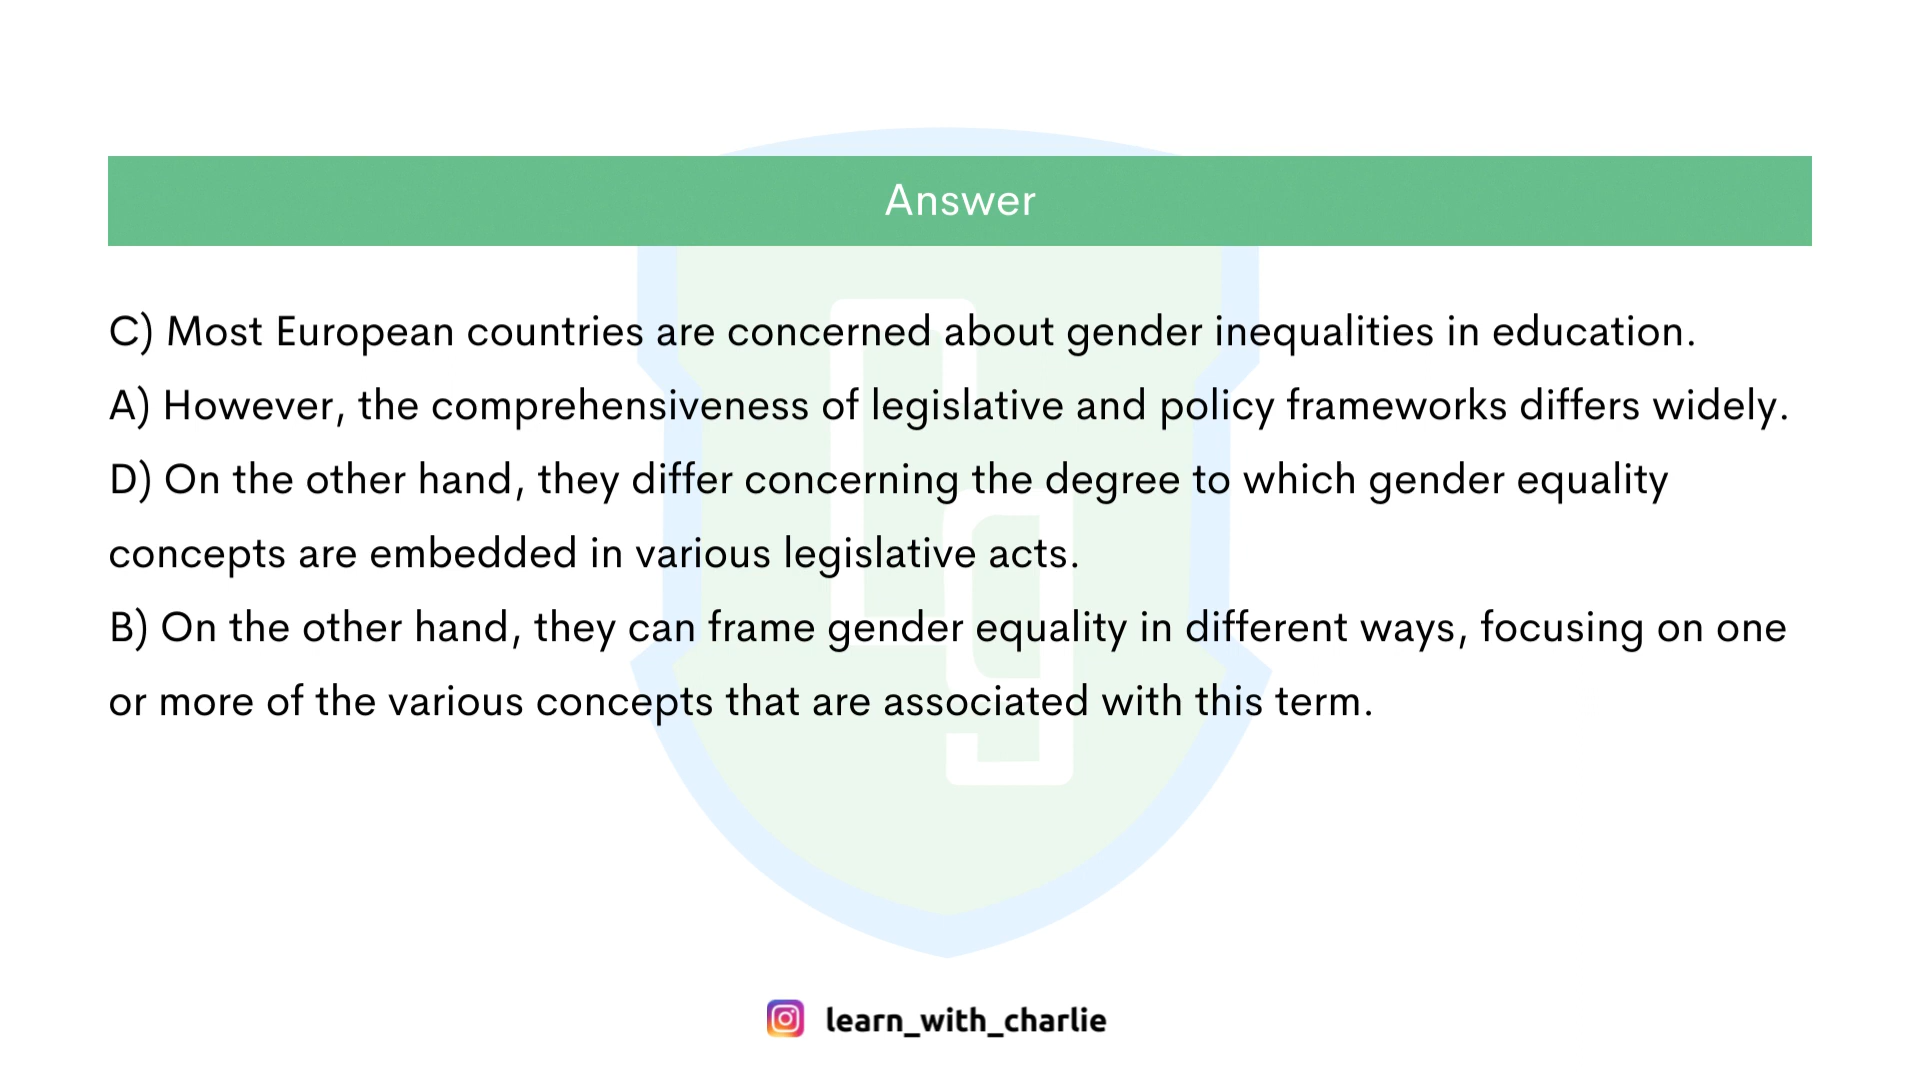 Answer
C) Most European countries are concerned about gender inequalities in education.
A) However, the comprehensiveness of legislative and policy frameworks differs widely.
D) On the other hand, they differ concerning the degree to which gender equality
concepts are embedded in various legislative acts.
B) On the other hand, they can frame gender equality in different ways, focusing on one
or more of the various concepts that are associated with this term.
learn_with_charlie